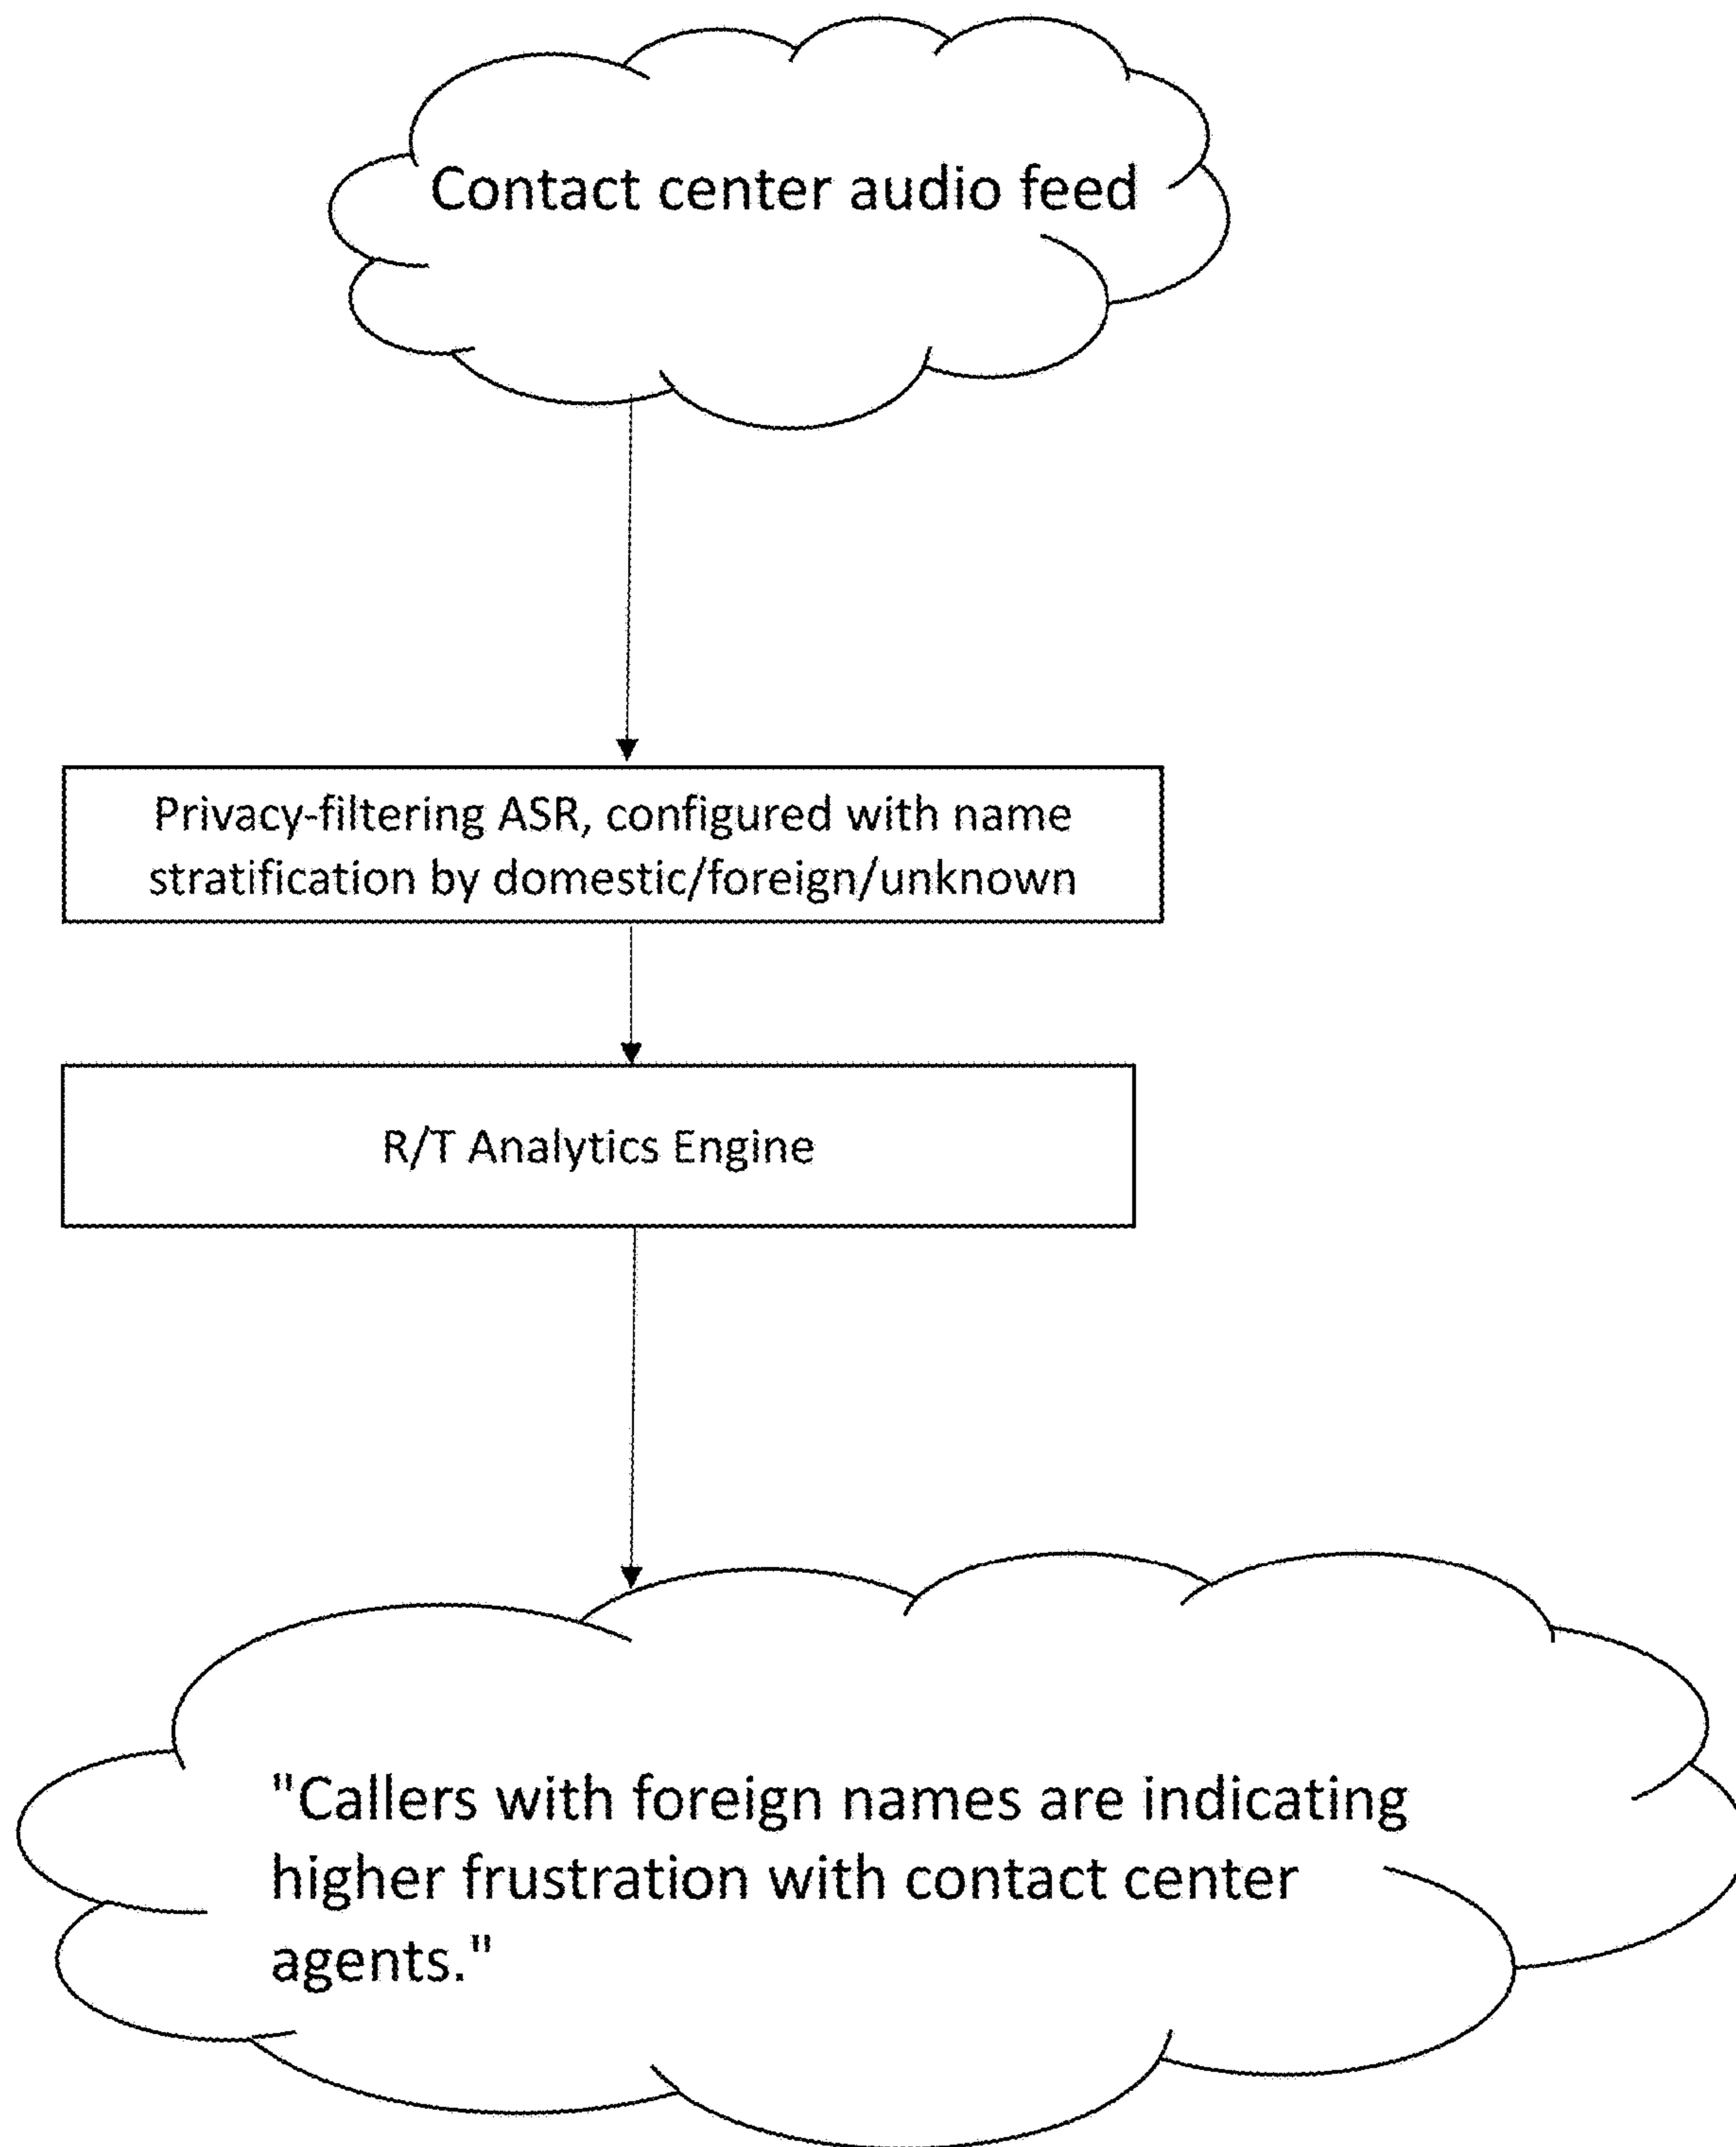 Contact center audio feed
Privacy-filtering ASR, configured with name
stratification by domestic/foreign/unknown
R/T Analytics Engine
"Callers with foreign names are indicating
higher frustration with contact center
agents."